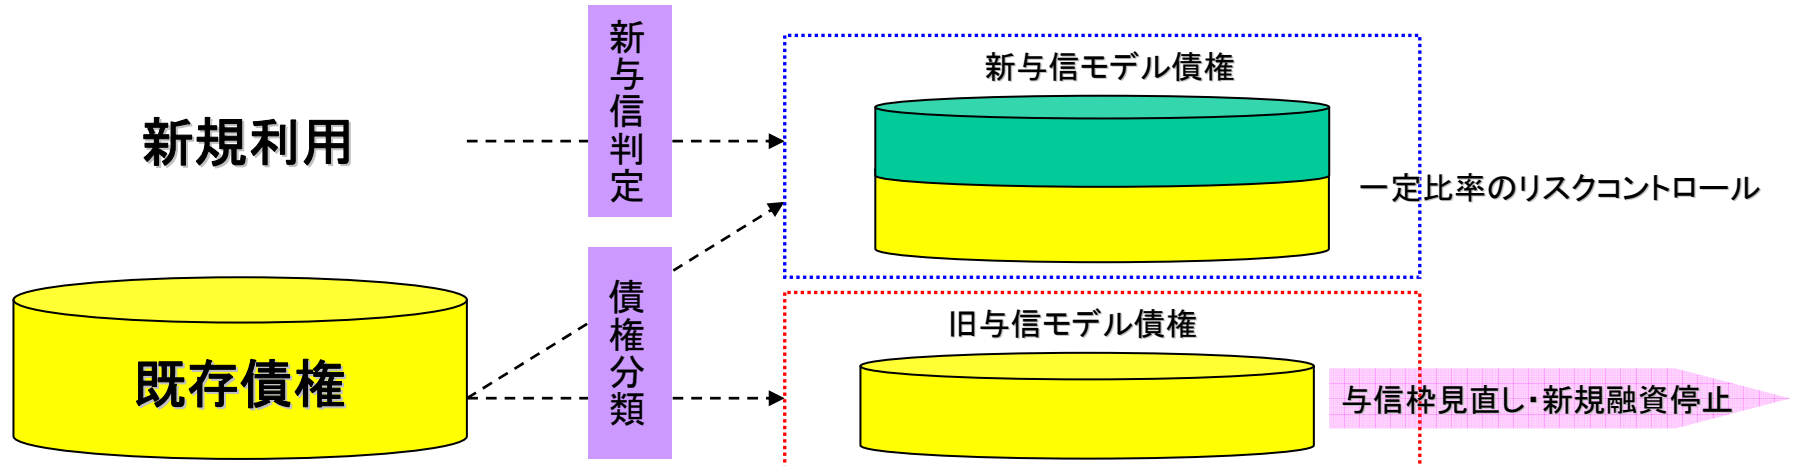 新与信判定
新与信モデル債権
新規利用
一定比率のリスクコントロール
債権分類
旧与信モデル債権
既存債権
与信枠見直し・新規融資停止